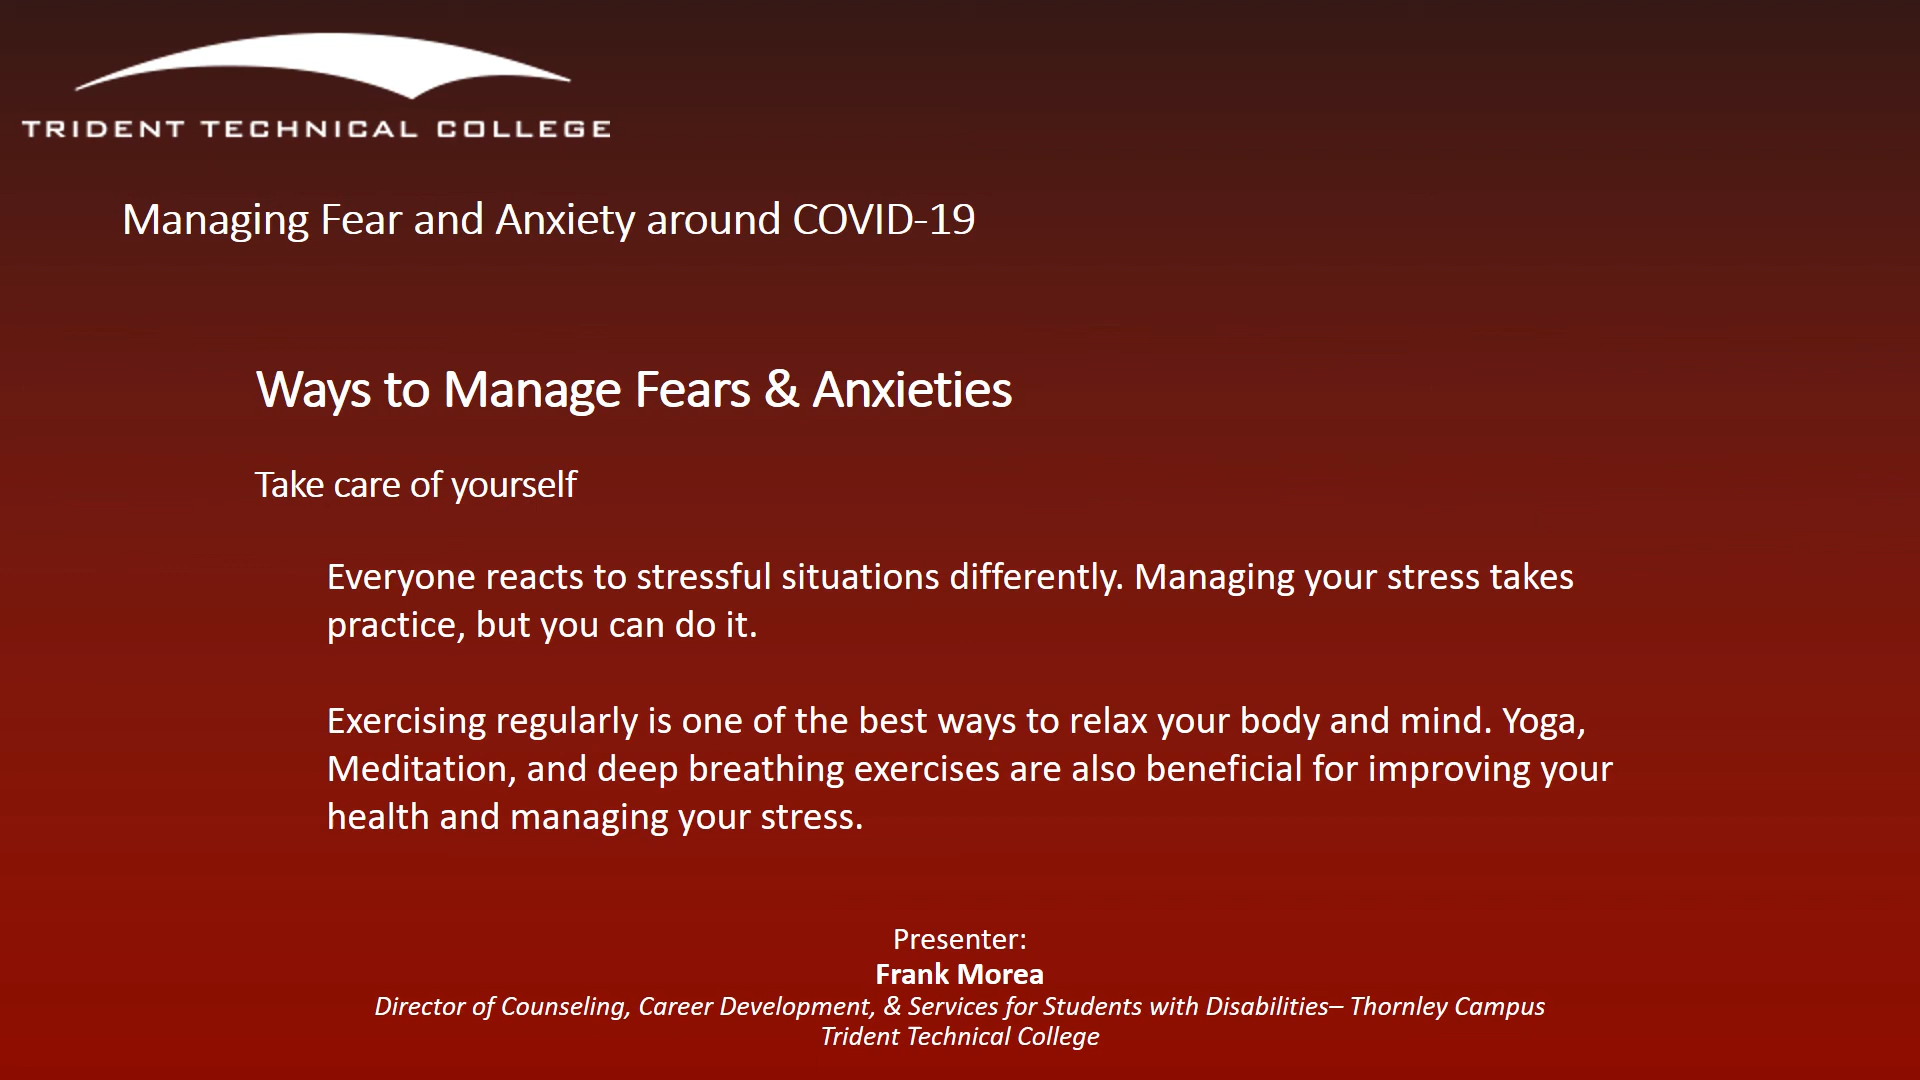 TRIDENT TECHNICAL COLLEGE
Managing Fear and Anxiety around COVID-19
Ways to Manage Fears & Anxieties
Take care of yourself
Everyone reacts to stressful situations differently. Managing your stress takes
practice, but you can do it.
Exercising regularly is one of the best ways to relax your body and mind. Yoga,
Meditation, and deep breathing exercises are also beneficial for improving your
health and managing your stress.
Presenter:
Frank Morea
Director of Counseling, Career Development, & Services for Students with Disabilities– Thornley Campus
Trident Technical College